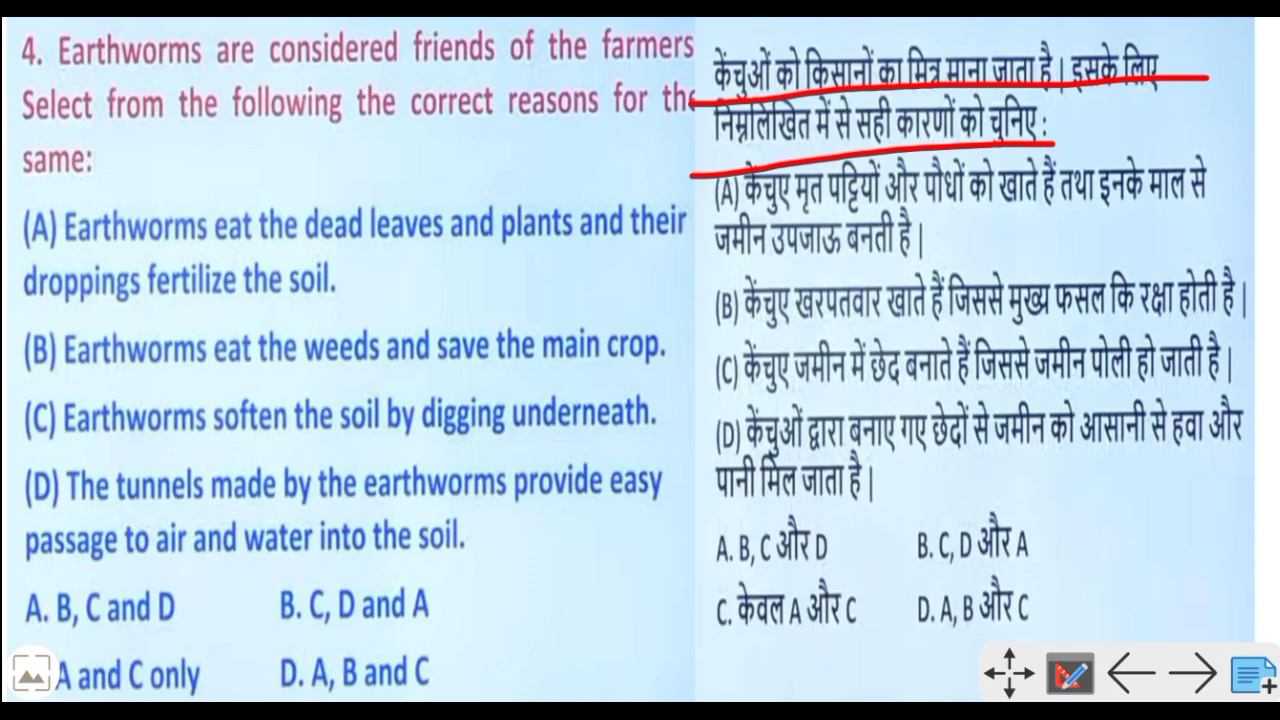 4. Earthworms are considered friends of the farmers
Select from the following the correct reasons for the
same:
(A) Earthworms eat the dead leaves and plants and their
droppings fertilize the soil.
(B) Earthworms eat the weeds and save the main crop.
(C) Earthworms soften the soil by digging underneath.
(D) The tunnels made by the earthworms provide easy
passage to air and water into the soil.
A. B, C and D B. C, D and A
A and C only D. A, B and C
केंचुओं को किसानों का मित्र माना जाता है | इसके लिए
निम्नलिखित में से सही कारणों को चुनिए :
(A) केंचुए मृत पट्टियों और पौधों को खाते हैं तथा इनके माल से
जमीन उपजाऊ बनती है |
(B) केंचुए खरपतवार खाते हैं जिससे मुख्य फसल कि रक्षा होती है |
(C) केंचुए जमीन में छेद बनाते हैं जिससे जमीन पोली हो जाती है |
(D) केंचुओं द्वारा बनाए गए छेदों से जमीन को आसानी से हवा और
पानी मिल जाता है |
A. B, C और D B. C, D और A
C. केवल A और C D. A, B और C